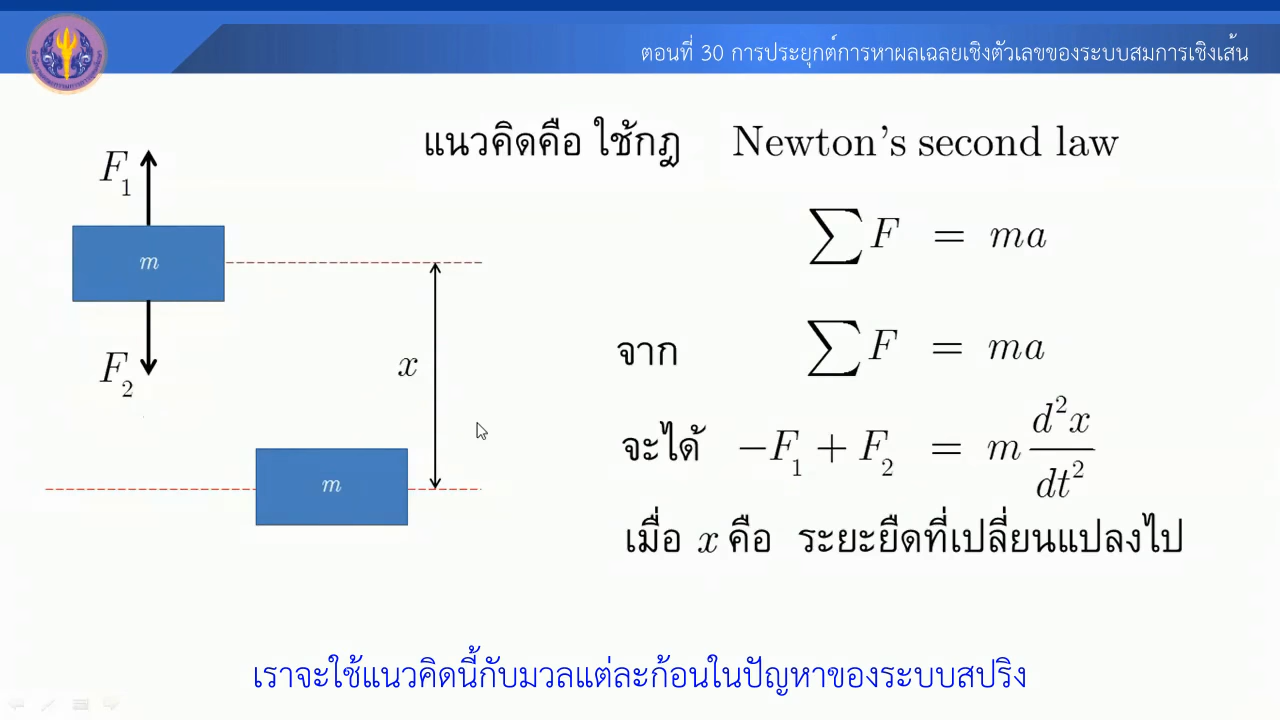 ตอนที่ 30 การประยุกต์การหาผลเฉลยเชิงตัวเลขของระบบสมการเชิงเส้น
แนวคิดคือ ใช้กฎ Newton's second law
∑F = ma
จาก ∑F = ma
จะได้ −F₁ + F₂ = m d²x/dt²
เมื่อ x คือ ระยะยืดที่เปลี่ยนแปลงไป
F₁
m
F₂
x
m
เราจะใช้แนวคิดนี้กับมวลแต่ละก้อนในปัญหาของระบบสปริง